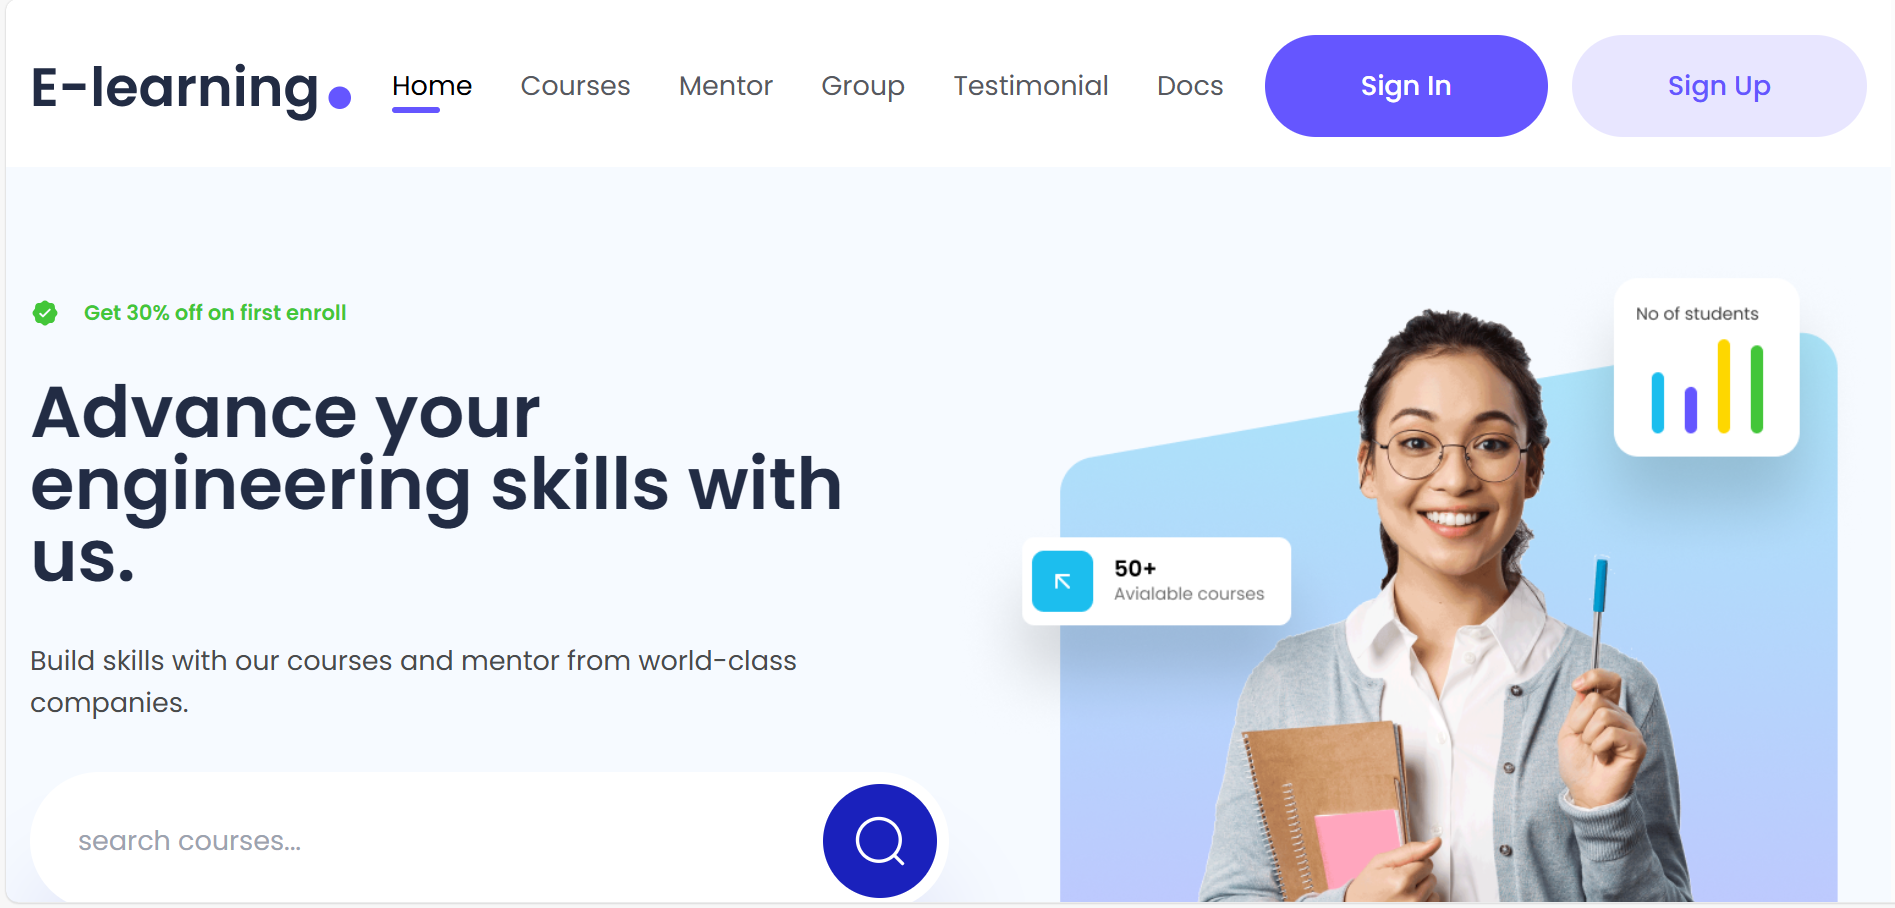 E-learning
Home
Courses
Mentor
Group
Testimonial
Docs
Sign In
Sign Up
Get 30% off on first enroll
Advance your
engineering skills with
us.
Build skills with our courses and mentor from world-class
companies.
search courses...
No of students
50+
Avialable courses